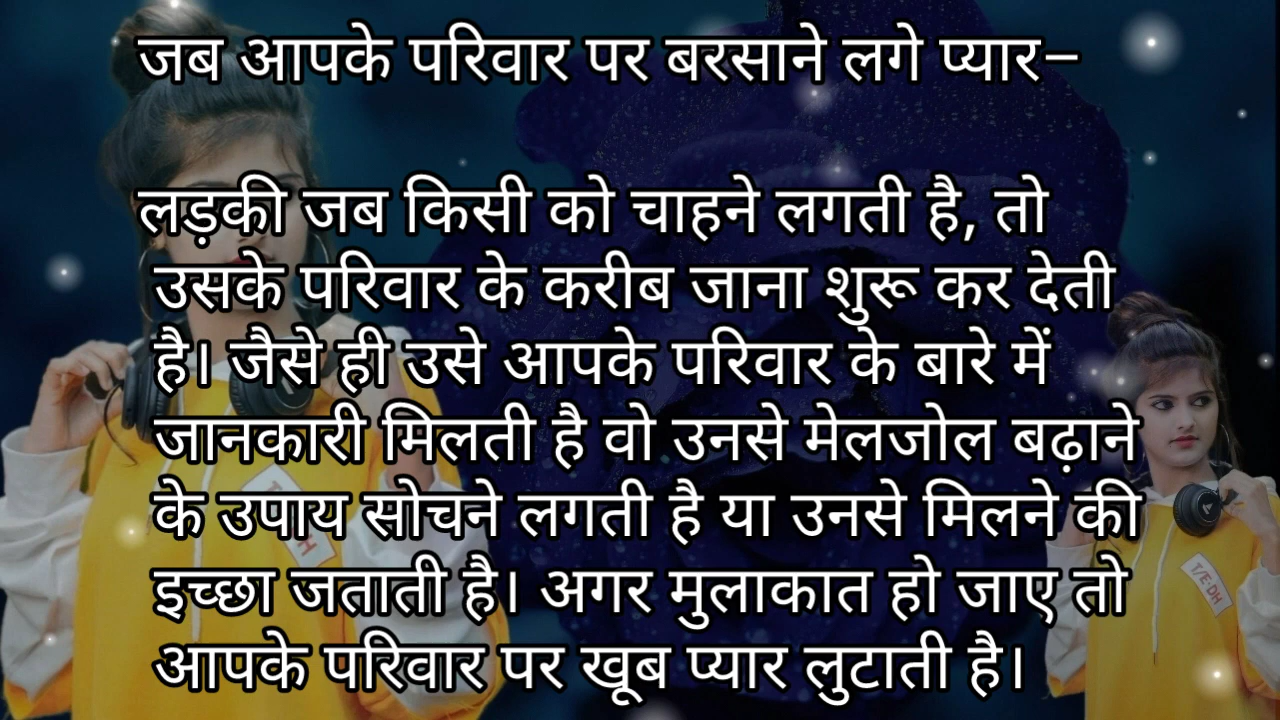 जब आपके परिवार पर बरसाने लगे प्यार–
लड़की जब किसी को चाहने लगती है, तो
उसके परिवार के करीब जाना शुरू कर देती
है। जैसे ही उसे आपके परिवार के बारे में
जानकारी मिलती है वो उनसे मेलजोल बढ़ाने
के उपाय सोचने लगती है या उनसे मिलने की
इच्छा जताती है। अगर मुलाकात हो जाए तो
आपके परिवार पर खूब प्यार लुटाती है।
T/E-DH